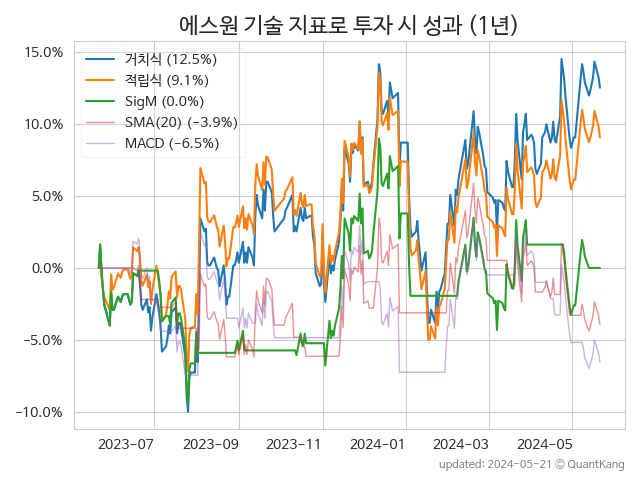 에스원 기술 지표로 투자 시 성과 (1년)
15.0%
10.0%
5.0%
0.0%
−5.0%
−10.0%
거치식 (12.5%)
적립식 (9.1%)
SigM (0.0%)
SMA(20) (−3.9%)
MACD (−6.5%)
2023-07 2023-09 2023-11 2024-01 2024-03 2024-05
updated: 2024-05-21 © QuantKang